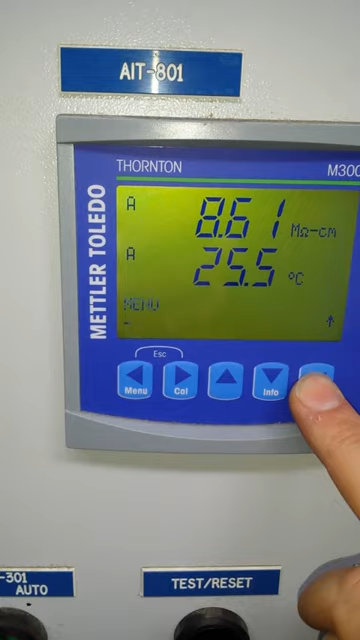 AIT-801
THORNTON M300
METTLER TOLEDO
A 8.61 MΩ-cm
A 25.5 °C
MENU
Esc
Menu Cal Info
-301
AUTO
TEST/RESET